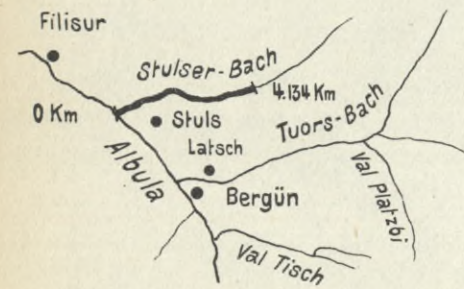 Filisur
Stulser-Bach
4.134 Km
0 Km
Stuls
Tuors-Bach
Latsch
Albula
Bergün
Val Platzbi
Val Tisch